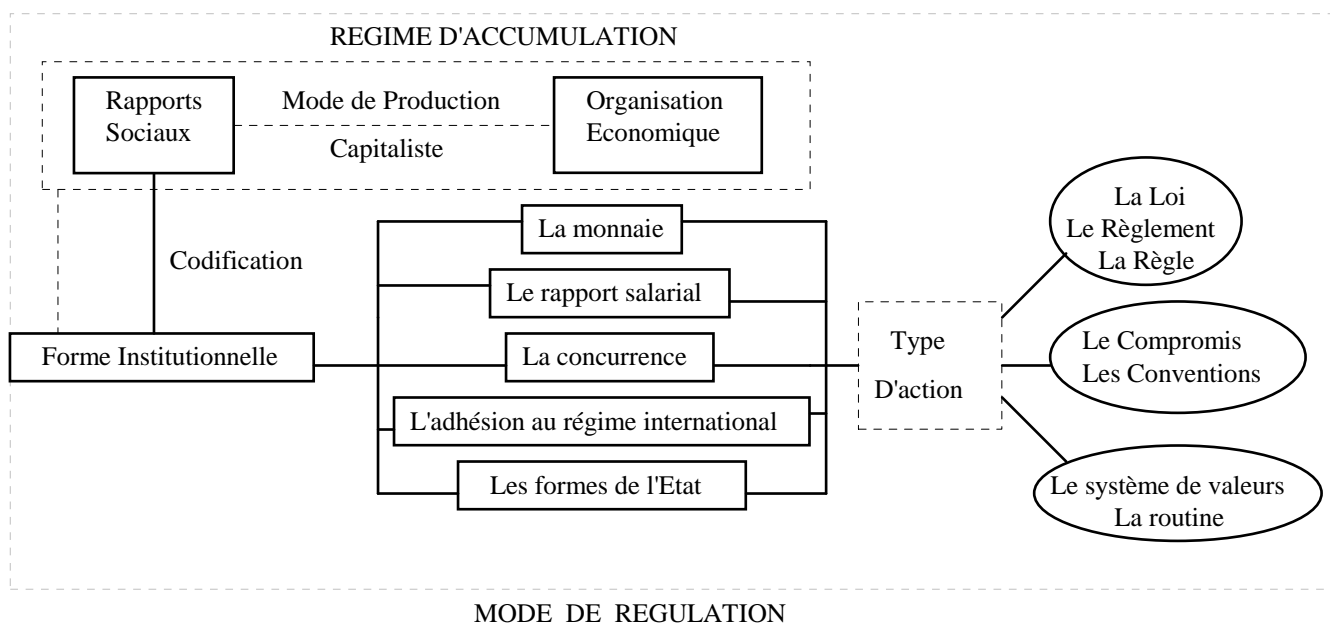 REGIME D'ACCUMULATION
Rapports
Sociaux
Mode de Production
Capitaliste
Organisation
Economique
Codification
Forme Institutionnelle
La monnaie
Le rapport salarial
La concurrence
L'adhésion au régime international
Les formes de l'Etat
Type
D'action
La Loi
Le Règlement
La Règle
Le Compromis
Les Conventions
Le système de valeurs
La routine
MODE DE REGULATION